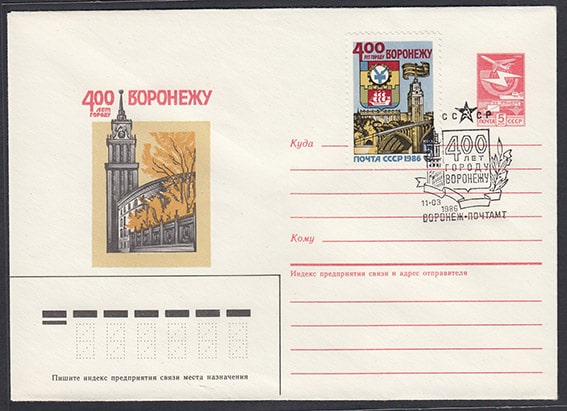 400 ВОРОНЕЖУ
ЛЕТ
ГОРОДУ
400 ВОРОНЕЖУ
ЛЕТ ГОРОДУ
ПОЧТА СССР 1986
ПОЧТА 5 СССР
К
СССР
400
ЛЕТ
ГОРОДУ
ВОРОНЕЖУ
11-03
1986
ВОРОНЕЖ-ПОЧТАМТ
Куда
Кому
Индекс предприятия связи и адрес отправителя
Пишите индекс предприятия связи места назначения